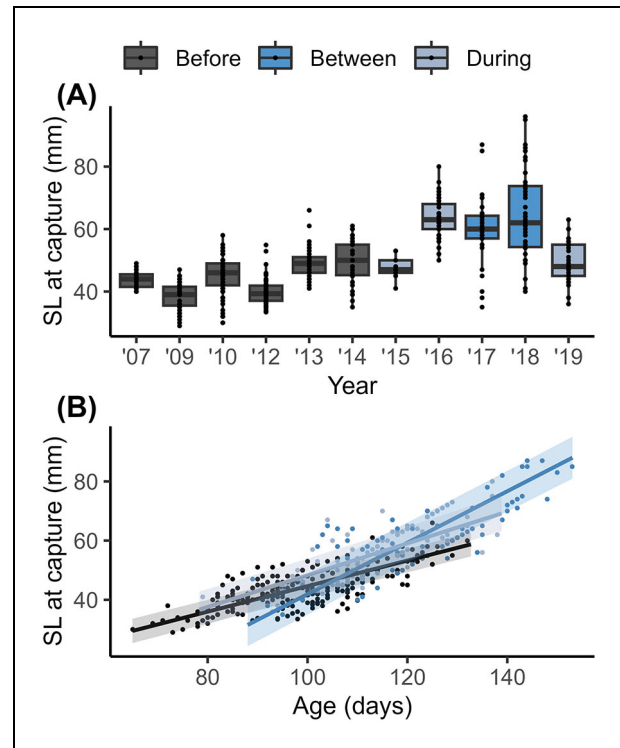 Before Between During
(A)
SL at capture (mm)
80
60
40
'07 '09 '10 '12 '13 '14 '15 '16 '17 '18 '19
Year
(B)
SL at capture (mm)
80
60
40
80 100 120 140
Age (days)